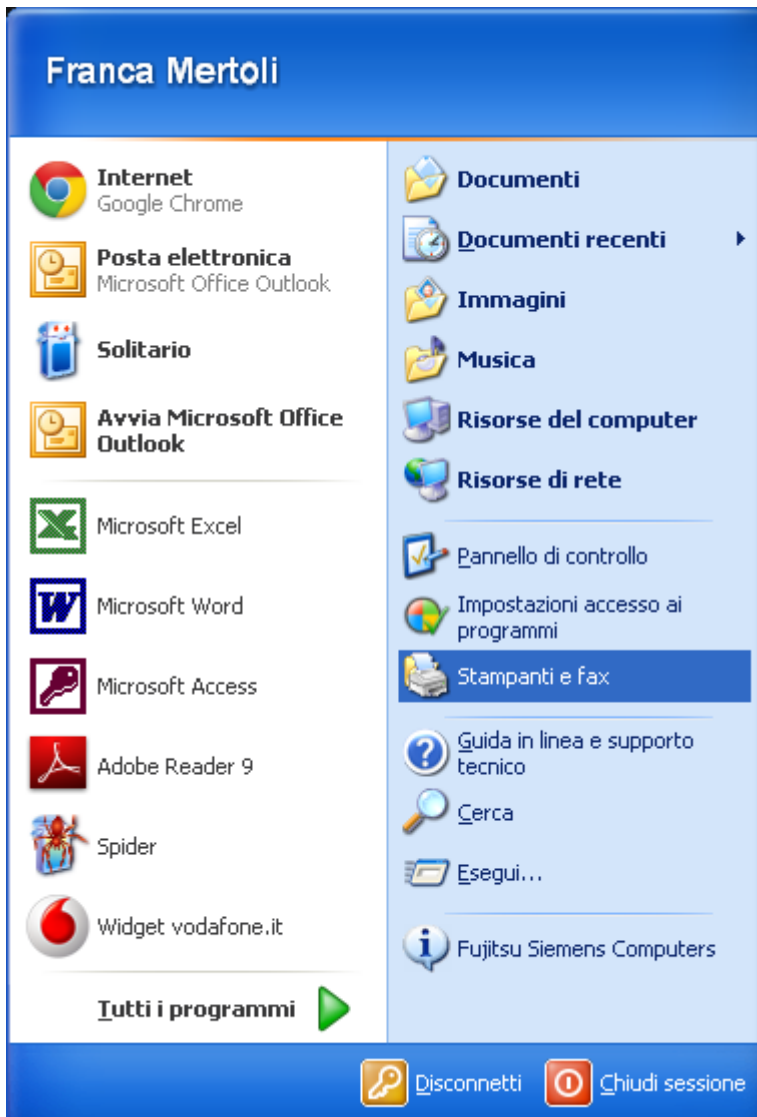 Franca Mertoli
Internet
Google Chrome
Posta elettronica
Microsoft Office Outlook
Solitario
Avvia Microsoft Office
Outlook
Microsoft Excel
Microsoft Word
Microsoft Access
Adobe Reader 9
Spider
Widget vodafone.it
Tutti i programmi
Documenti
Documenti recenti
Immagini
Musica
Risorse del computer
Risorse di rete
Pannello di controllo
Impostazioni accesso ai
programmi
Stampanti e fax
Guida in linea e supporto
tecnico
Cerca
Esegui...
Fujitsu Siemens Computers
Disconnetti
Chiudi sessione